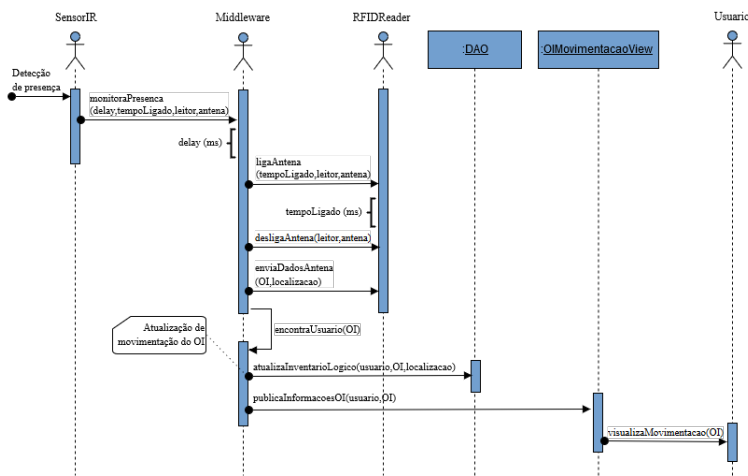 SensorIR
Middleware
RFIDReader
:DAO
:OIMovimentacaoView
Usuario
Detecção
de presença
monitoraPresenca
(delay,tempoLigado,leitor,antena)
delay (ms)
ligaAntena
(tempoLigado,leitor,antena)
tempoLigado (ms)
desligaAntena(leitor,antena)
enviaDadosAntena
(OI,localizacao)
Atualização de
movimentação do OI
encontraUsuario(OI)
atualizaInventarioLogico(usuario,OI,localizacao)
publicaInformacoesOI(usuario,OI)
visualizaMovimentacao(OI)